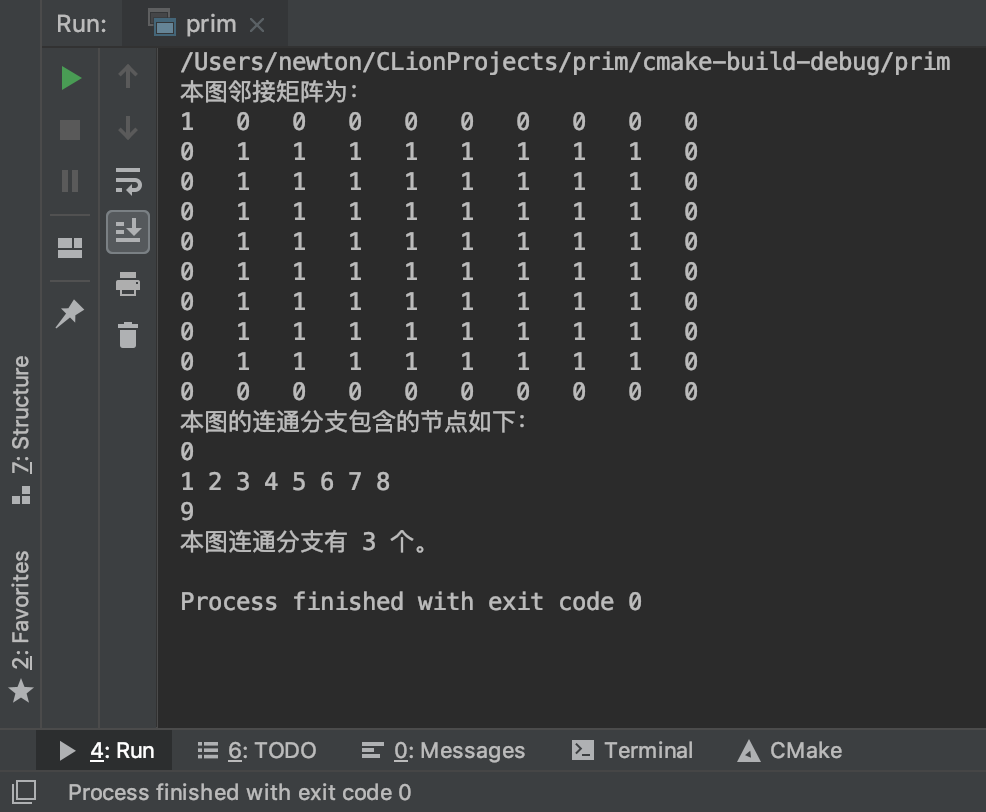 Run: prim
/Users/newton/CLionProjects/prim/cmake-build-debug/prim
本图邻接矩阵为：
1 0 0 0 0 0 0 0 0 0
0 1 1 1 1 1 1 1 1 0
0 1 1 1 1 1 1 1 1 0
0 1 1 1 1 1 1 1 1 0
0 1 1 1 1 1 1 1 1 0
0 1 1 1 1 1 1 1 1 0
0 1 1 1 1 1 1 1 1 0
0 1 1 1 1 1 1 1 1 0
0 1 1 1 1 1 1 1 1 0
0 0 0 0 0 0 0 0 0 0
本图的连通分支包含的节点如下：
0
1 2 3 4 5 6 7 8
9
本图连通分支有 3 个。
Process finished with exit code 0
7: Structure
2: Favorites
4: Run 6: TODO 0: Messages Terminal CMake
Process finished with exit code 0